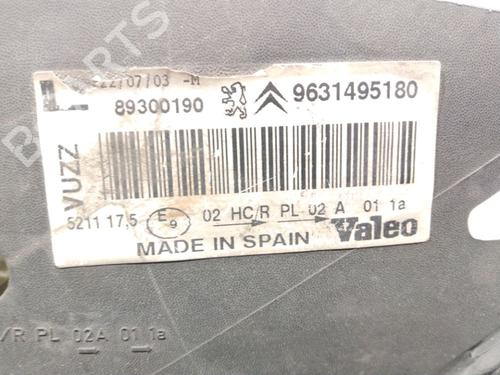 L 22/07/03 -M
89300190 9631495180
VUZZ
5211 17,5 E9 02 HC/R PL 02 A 01 1a
MADE IN SPAIN Valeo
/R PL 02A 01 1a
PARTS